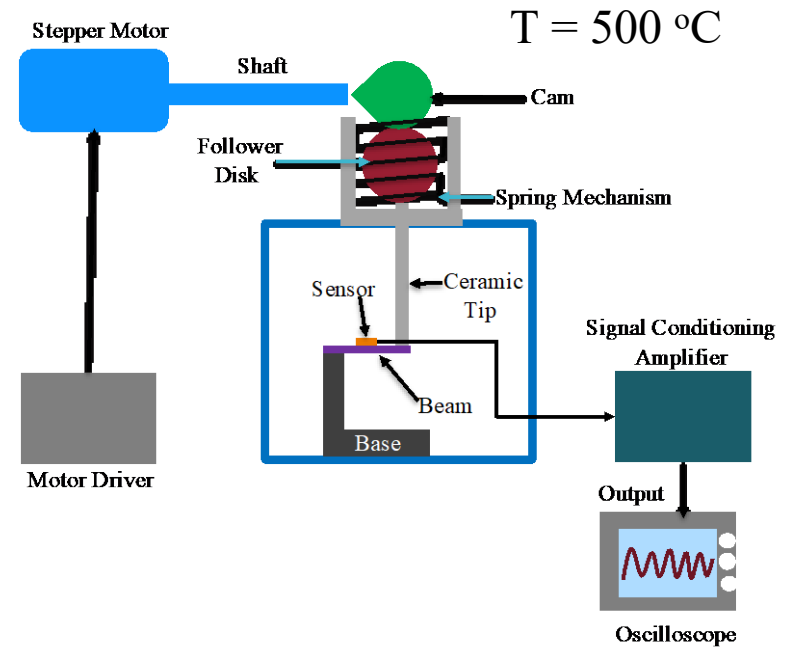 T = 500 °C
Stepper Motor
Shaft
Cam
Follower
Disk
Spring Mechanism
Sensor
Ceramic
Tip
Signal Conditioning
Amplifier
Beam
Base
Motor Driver
Output
Oscilloscope